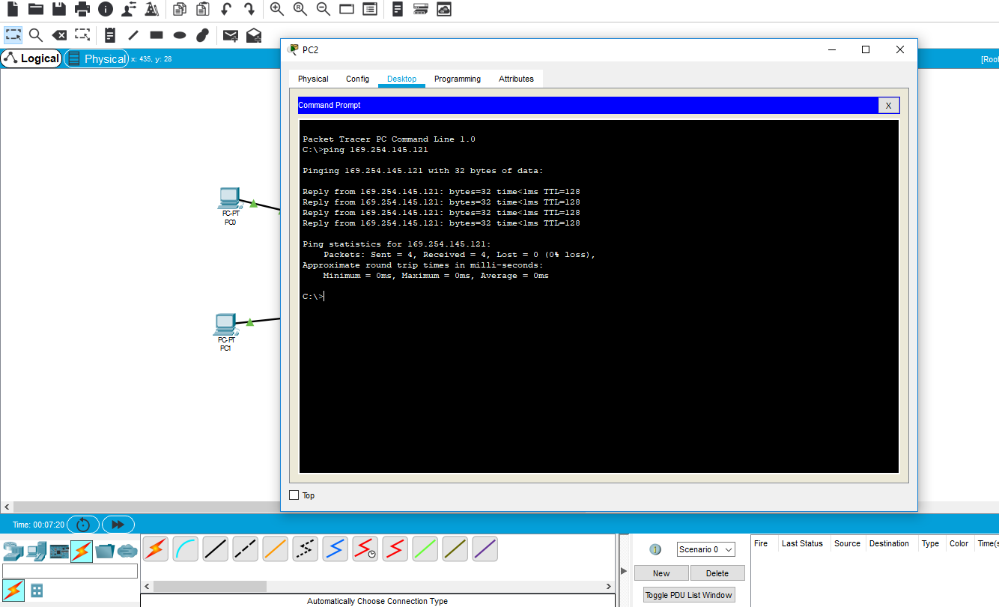 Logical
Physical
x: 435, y: 28
[Root
PC-PT
PC0
PC-PT
PC1
PC2
Physical
Config
Desktop
Programming
Attributes
Command Prompt
X
Packet Tracer PC Command Line 1.0
C:\>ping 169.254.145.121
Pinging 169.254.145.121 with 32 bytes of data:
Reply from 169.254.145.121: bytes=32 time<1ms TTL=128
Reply from 169.254.145.121: bytes=32 time<1ms TTL=128
Reply from 169.254.145.121: bytes=32 time<1ms TTL=128
Reply from 169.254.145.121: bytes=32 time<1ms TTL=128
Ping statistics for 169.254.145.121:
Packets: Sent = 4, Received = 4, Lost = 0 (0% loss),
Approximate round trip times in milli-seconds:
Minimum = 0ms, Maximum = 0ms, Average = 0ms
C:\>
Top
Time: 00:07:20
Automatically Choose Connection Type
Scenario 0
New
Delete
Toggle PDU List Window
Fire
Last Status
Source
Destination
Type
Color
Time(s